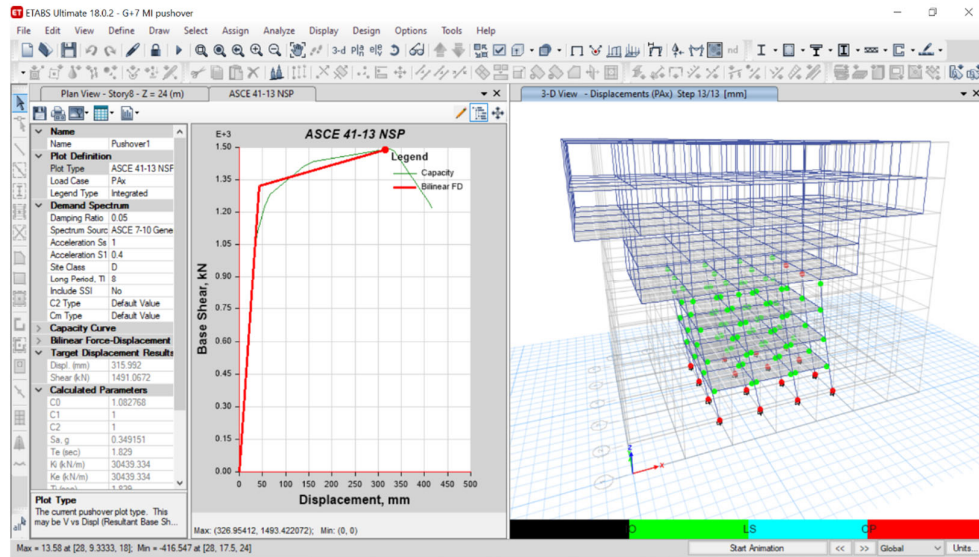 ETABS Ultimate 18.0.2 - G+7 MI pushover
File Edit View Define Draw Select Assign Analyze Display Design Options Tools Help
3-d
nd
Plan View - Story8 - Z = 24 (m)
ASCE 41-13 NSP
3-D View - Displacements (PAx) Step 13/13 [mm]
Name
Name Pushover1
Plot Definition
Plot Type ASCE 41-13 NSP
Load Case PAx
Legend Type Integrated
Demand Spectrum
Damping Ratio 0.05
Spectrum Sourc ASCE 7-10 Gene
Acceleration Ss 1
Acceleration S1 0.4
Site Class D
Long Period, Tl 8
Include SSI No
C2 Type Default Value
Cm Type Default Value
Capacity Curve
Bilinear Force-Displacement
Target Displacement Results
Displ. (mm) 315.992
Shear (kN) 1491.0672
Calculated Parameters
C0 1.082768
C1 1
C2 1
Sa, g 0.349151
Te (sec) 1.829
Ki (kN/m) 30439.334
Ke (kN/m) 30439.334
Ti (sec) 1.829
Plot Type
The current pushover plot type. This
may be V vs Displ (Resultant Base Sh...
ASCE 41-13 NSP
E+3
1.50
1.35
1.20
1.05
0.90
0.75
0.60
0.45
0.30
0.15
0.00
Base Shear, kN
Legend
Capacity
Bilinear FD
0 50 100 150 200 250 300 350 400 450 500
Displacement, mm
Max: (326.95412, 1493.422072); Min: (0, 0)
Z
X
IO
LS
CP
Max = 13.58 at [28, 9.3333, 18]; Min = -416.547 at [28, 17.5, 24]
Start Animation
<<
>>
Global
Units...